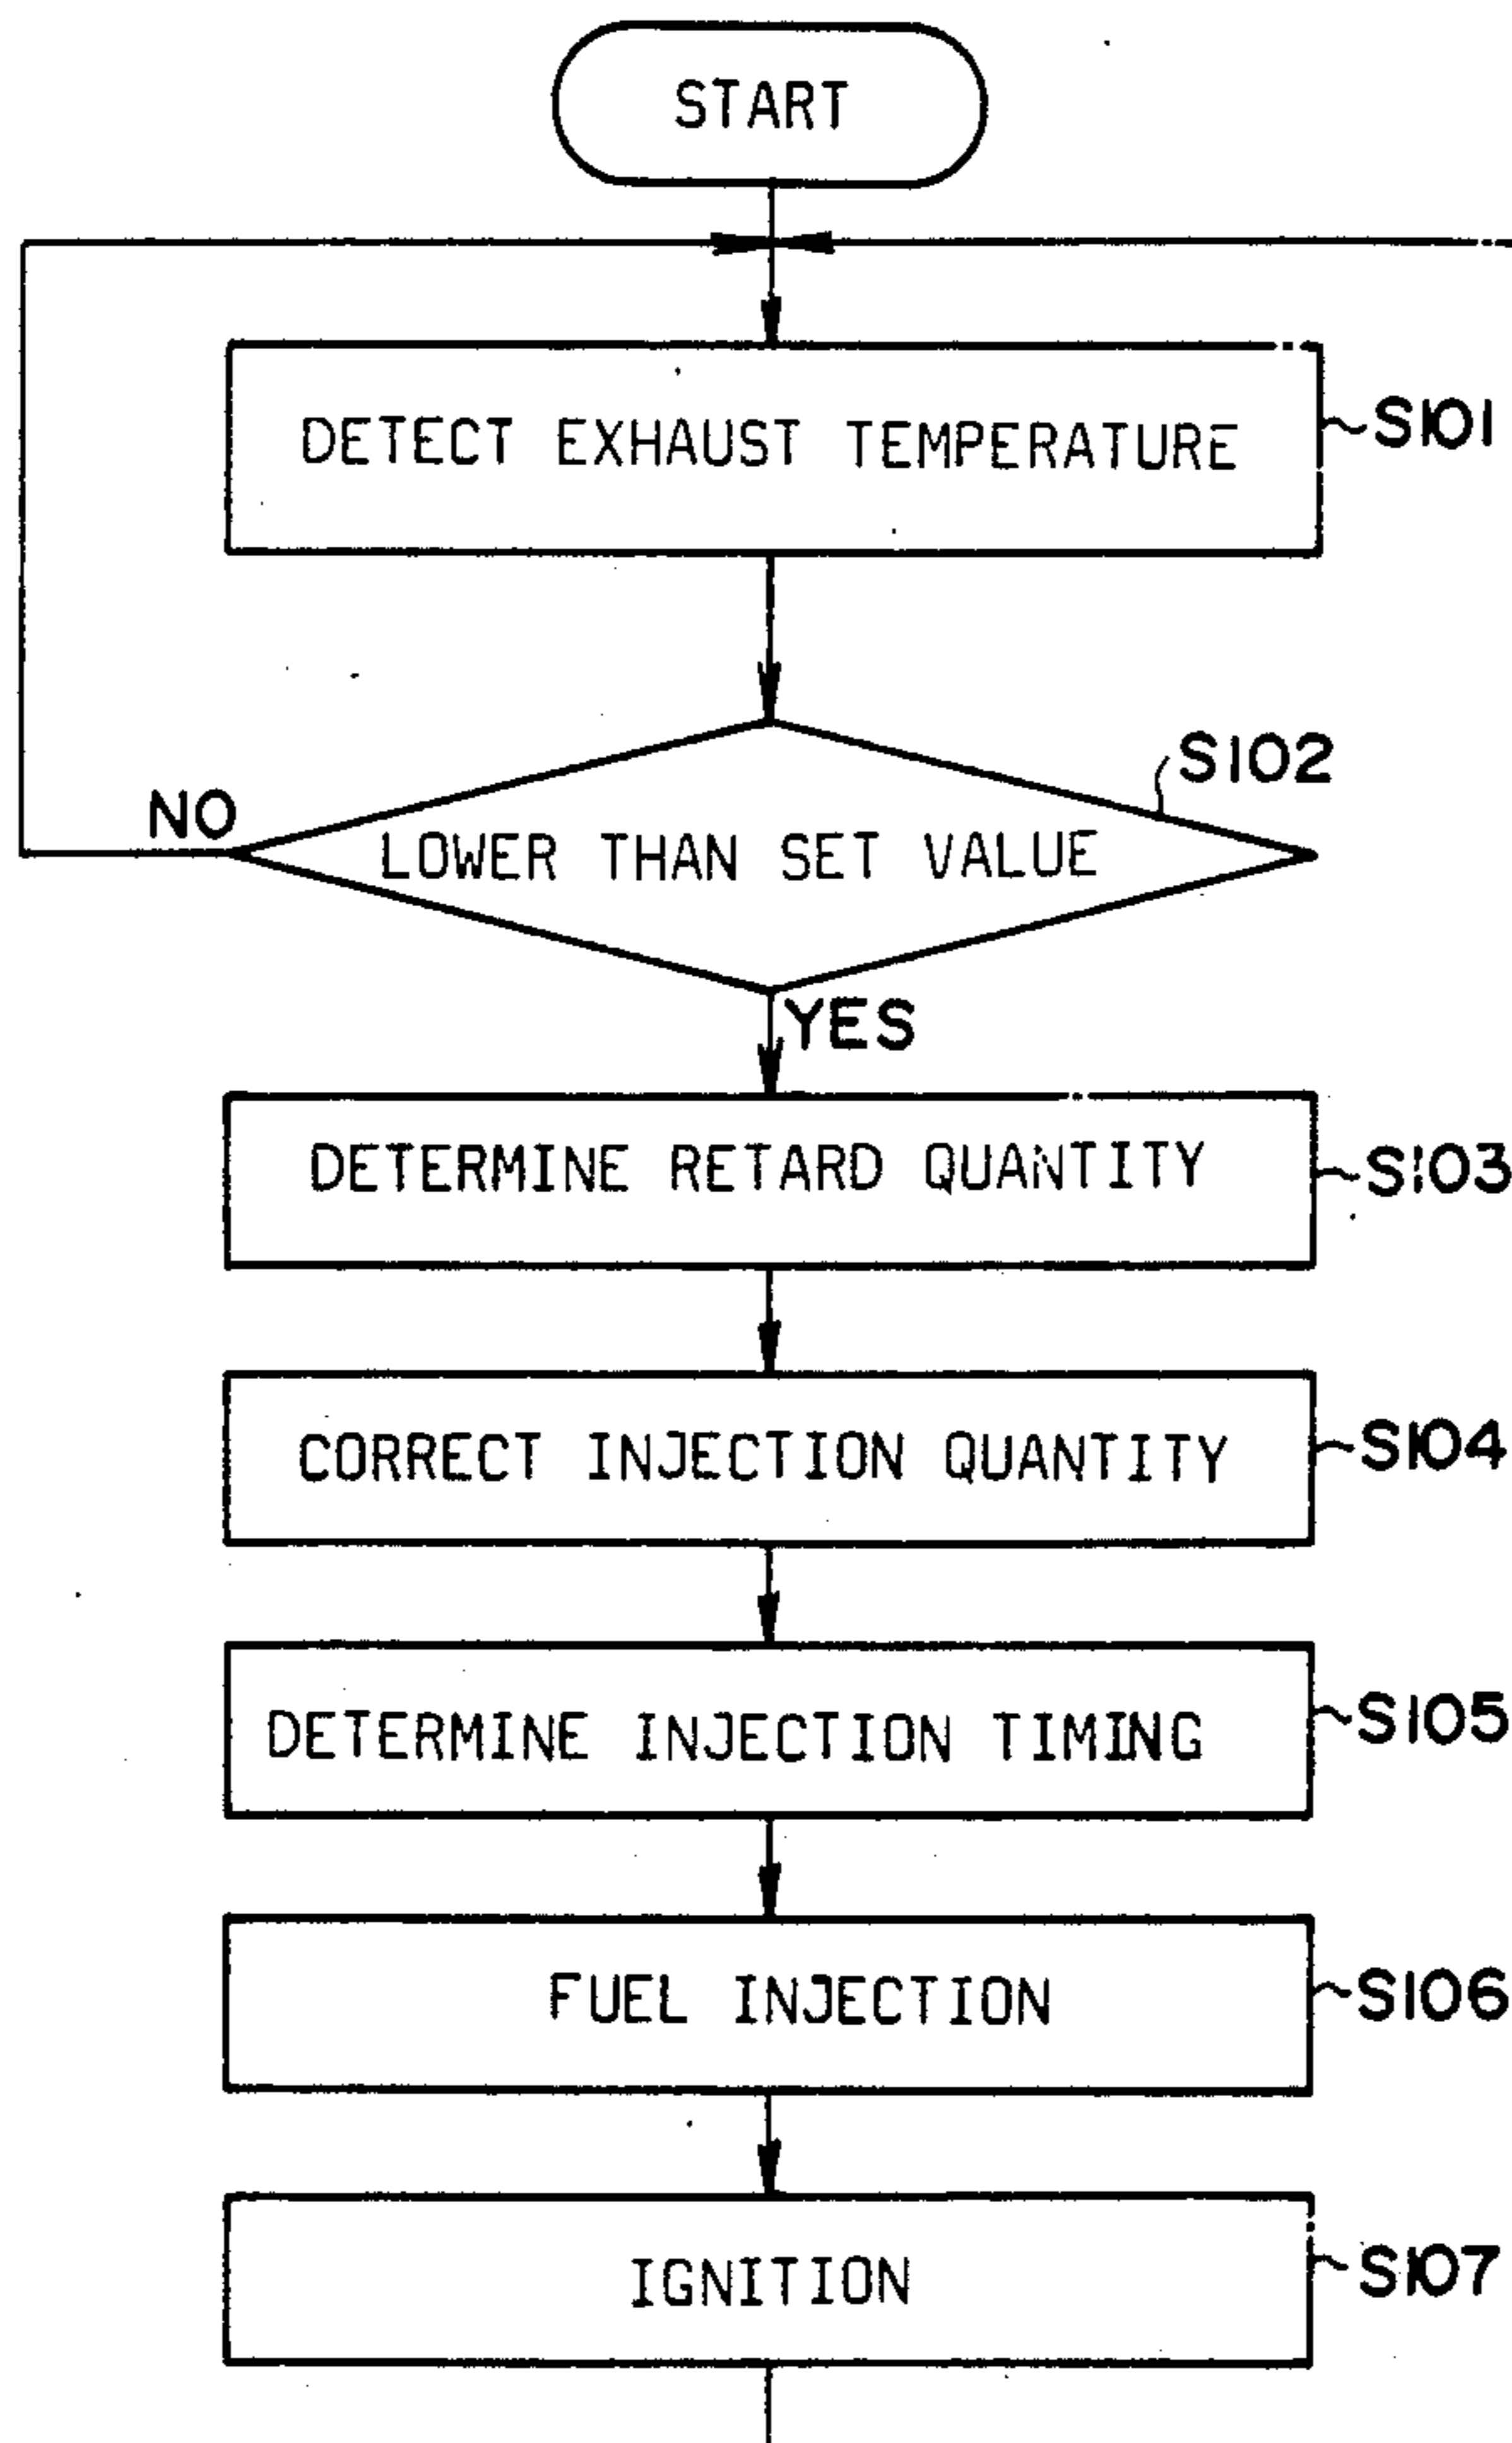 START
DETECT EXHAUST TEMPERATURE
S101
S102
NO
LOWER THAN SET VALUE
YES
DETERMINE RETARD QUANTITY
S103
CORRECT INJECTION QUANTITY
S104
DETERMINE INJECTION TIMING
S105
FUEL INJECTION
S106
IGNITION
S107